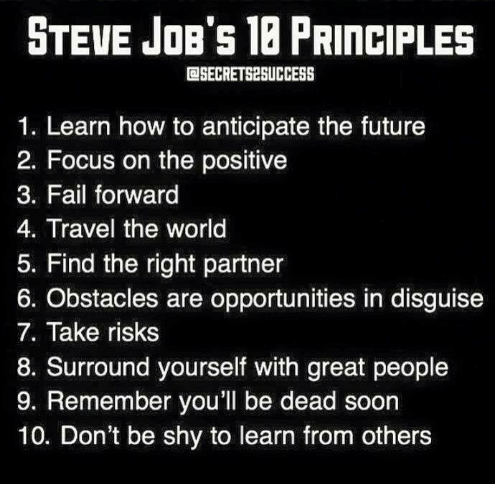 STEVE JOB'S 10 PRINCIPLES
@SECRETS2SUCCESS
1. Learn how to anticipate the future
2. Focus on the positive
3. Fail forward
4. Travel the world
5. Find the right partner
6. Obstacles are opportunities in disguise
7. Take risks
8. Surround yourself with great people
9. Remember you'll be dead soon
10. Don't be shy to learn from others